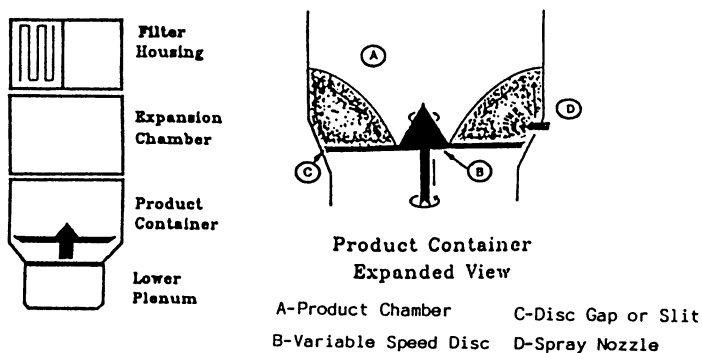 Filter
Housing
Expansion
Chamber
Product
Container
Lower
Plenum
A
D
C
B
Product Container
Expanded View
A-Product Chamber
C-Disc Gap or Slit
B-Variable Speed Disc
D-Spray Nozzle